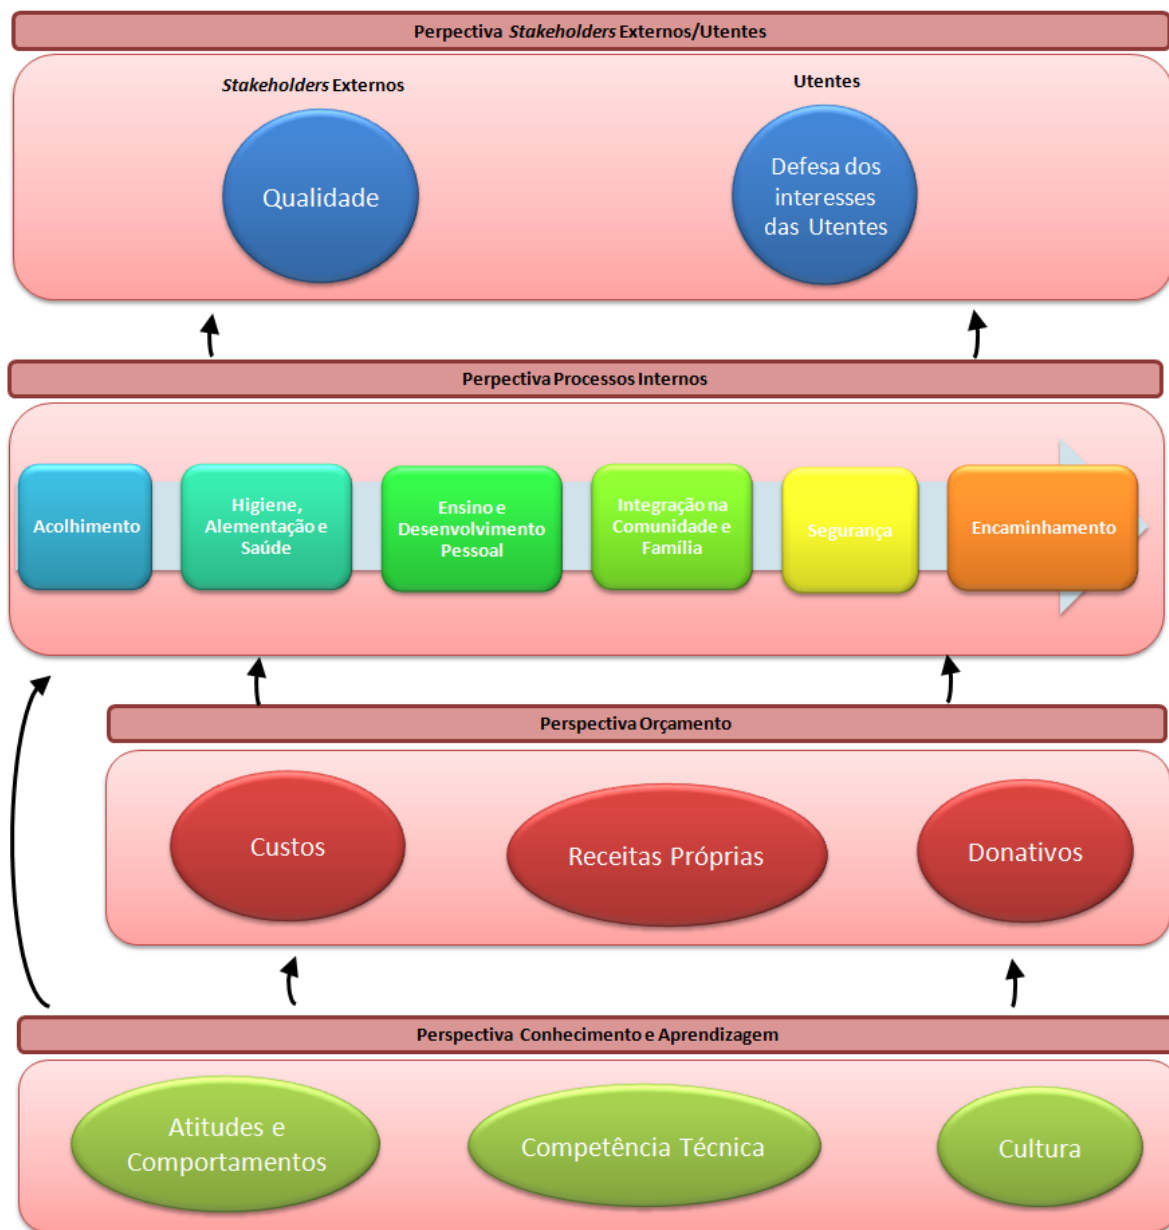 Perpectiva Stakeholders Externos/Utentes
Stakeholders Externos
Utentes
Qualidade
Defesa dos
interesses
das Utentes
Perpectiva Processos Internos
Acolhimento
Higiene,
Alementação e
Saúde
Ensino e
Desenvolvimento
Pessoal
Integração na
Comunidade e
Família
Segurança
Encaminhamento
Perspectiva Orçamento
Custos
Receitas Próprias
Donativos
Perspectiva Conhecimento e Aprendizagem
Atitudes e
Comportamentos
Competência Técnica
Cultura